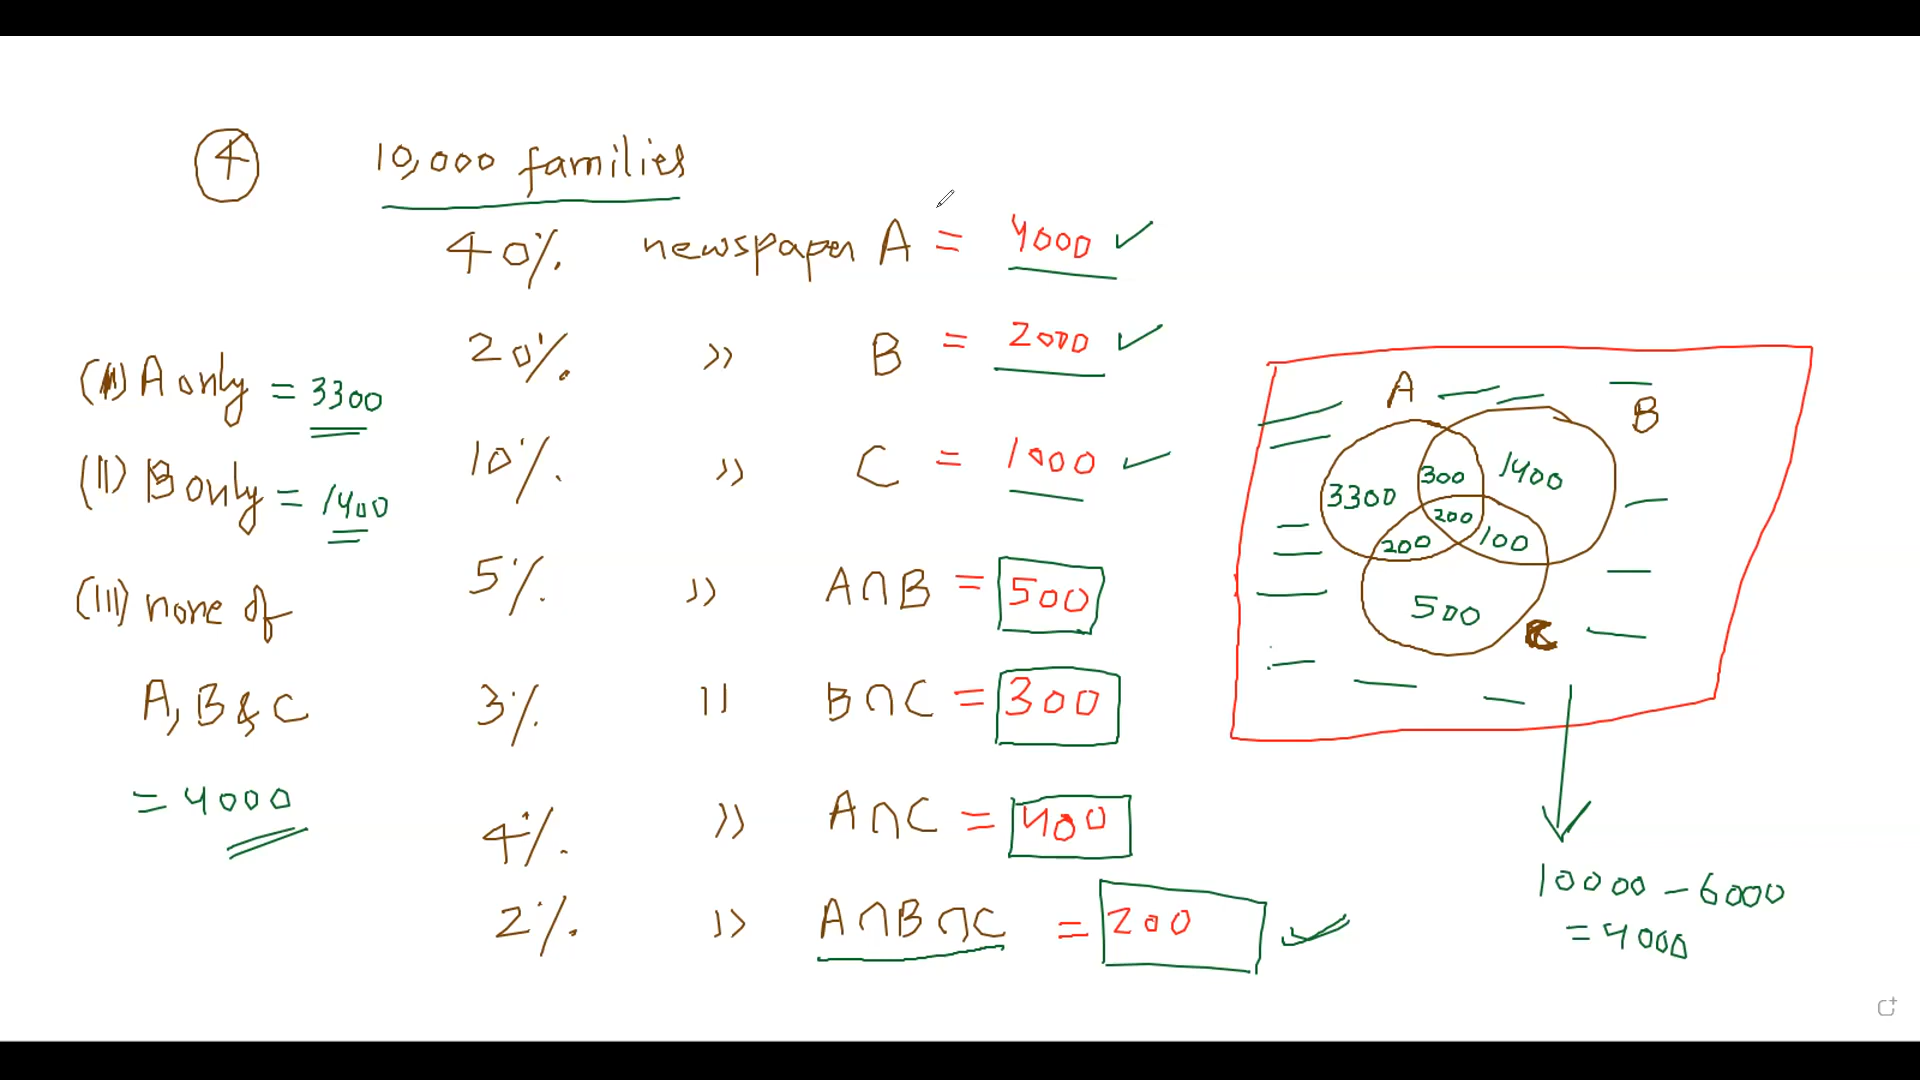 4 10,000 families
40% newspaper A = 4000 ✓
20% » B = 2000 ✓
10% » C = 1000 ✓
5% » A∩B = 500
3% 11 B∩C = 300
4% » A∩C = 400
2% » A∩B∩C = 200 ✓
(I) A only = 3300
(II) B only = 1400
(III) none of
A, B & C
= 4000
A
B
3300
300
1400
200
200
100
500
C
10000 - 6000
= 4000